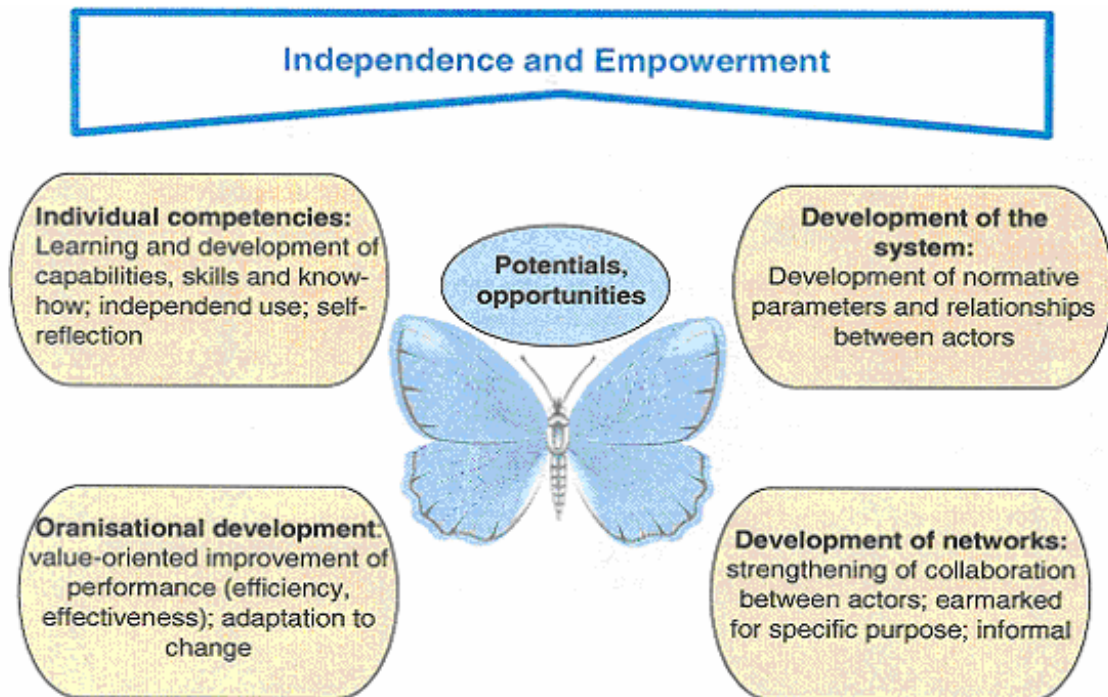 Independence and Empowerment
Individual competencies:
Learning and development of
capabilities, skills and know-
how; independend use; self-
reflection
Potentials,
opportunities
Development of the
system:
Development of normative
parameters and relationships
between actors
Oranisational development:
value-oriented improvement of
performance (efficiency,
effectiveness); adaptation to
change
Development of networks:
strengthening of collaboration
between actors; earmarked
for specific purpose; informal